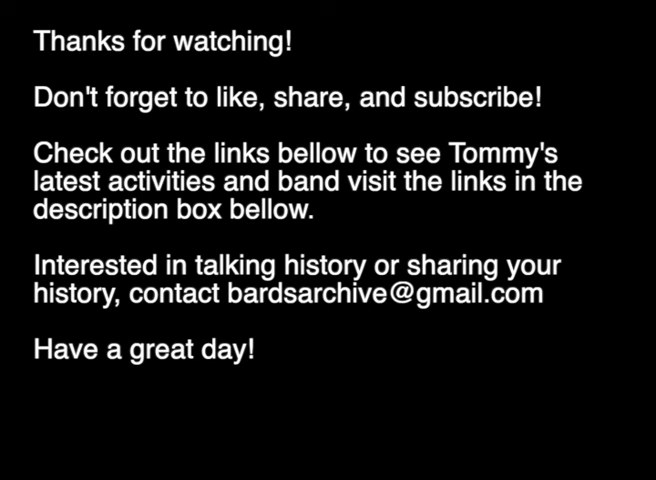 Thanks for watching!
Don't forget to like, share, and subscribe!
Check out the links bellow to see Tommy's
latest activities and band visit the links in the
description box bellow.
Interested in talking history or sharing your
history, contact bardsarchive@gmail.com
Have a great day!